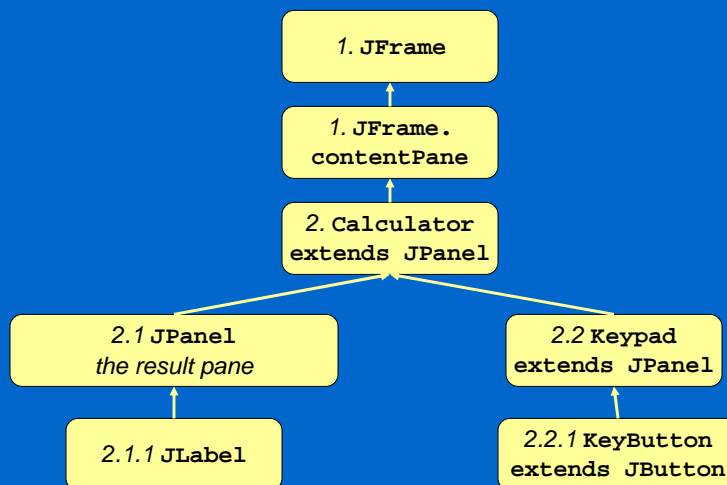 1. JFrame
1. JFrame.
contentPane
2. Calculator
extends JPanel
2.1 JPanel
the result pane
2.2 Keypad
extends JPanel
2.1.1 JLabel
2.2.1 KeyButton
extends JButton